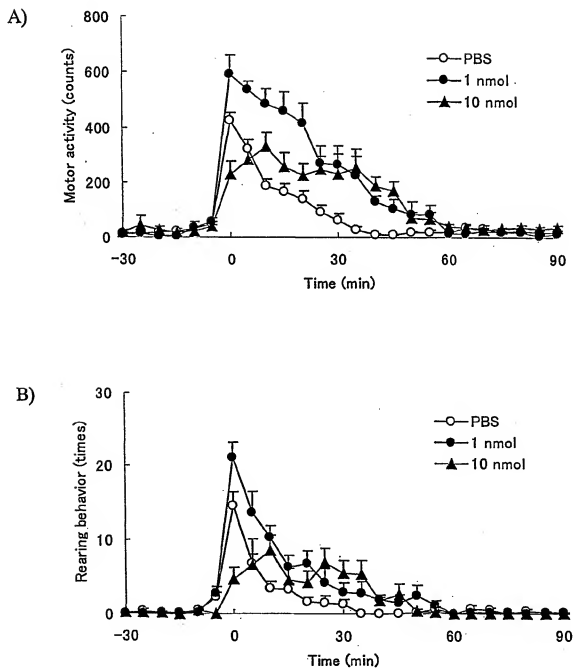 A)
800
600
400
200
0
Motor activity (counts)
PBS
1 nmol
10 nmol
-30 0 30 60 90
Time (min)
B)
30
20
10
0
Rearing behavior (times)
PBS
1 nmol
10 nmol
-30 0 30 60 90
Time (min)